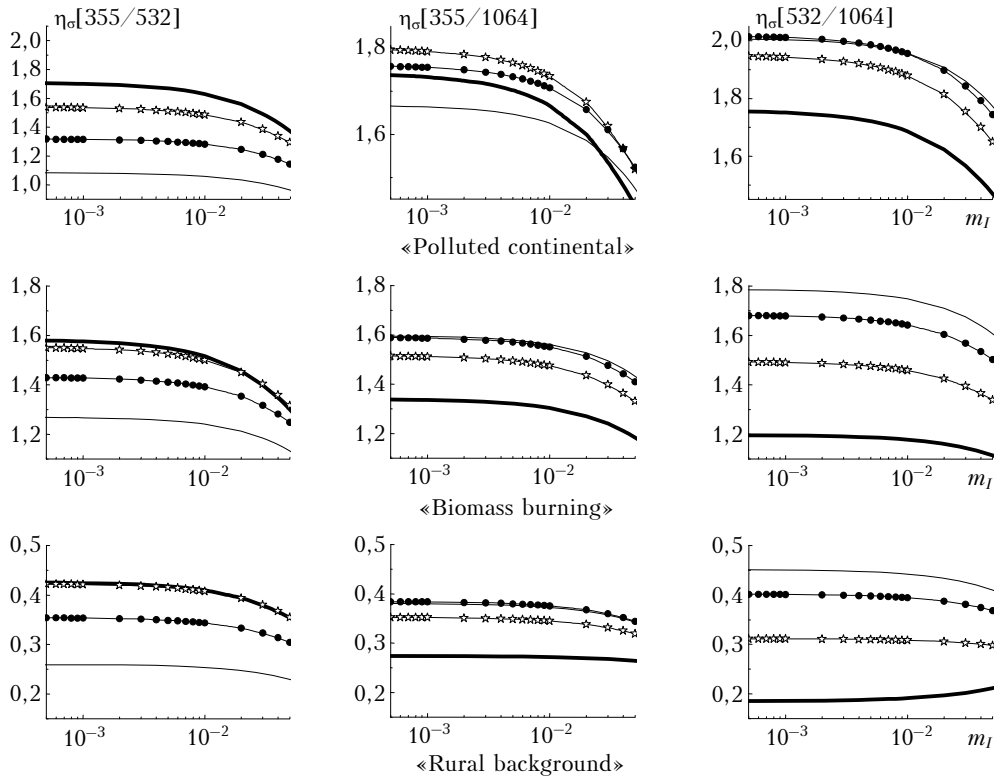 η_σ[355/532] η_σ[355/1064] η_σ[532/1064]
2,0 1,8 2,0
1,8
1,6 1,8
1,4 1,6
1,2 1,6
1,0
10⁻³ 10⁻² 10⁻³ 10⁻² 10⁻³ 10⁻² m_I
«Polluted continental»
1,8 1,8 1,8
1,6 1,6 1,6
1,4 1,4 1,4
1,2 1,2 1,2
10⁻³ 10⁻² 10⁻³ 10⁻² 10⁻³ 10⁻² m_I
«Biomass burning»
0,5 0,5 0,5
0,4 0,4 0,4
0,3 0,3 0,3
0,2 0,2 0,2
10⁻³ 10⁻² 10⁻³ 10⁻² 10⁻³ 10⁻² m_I
«Rural background»